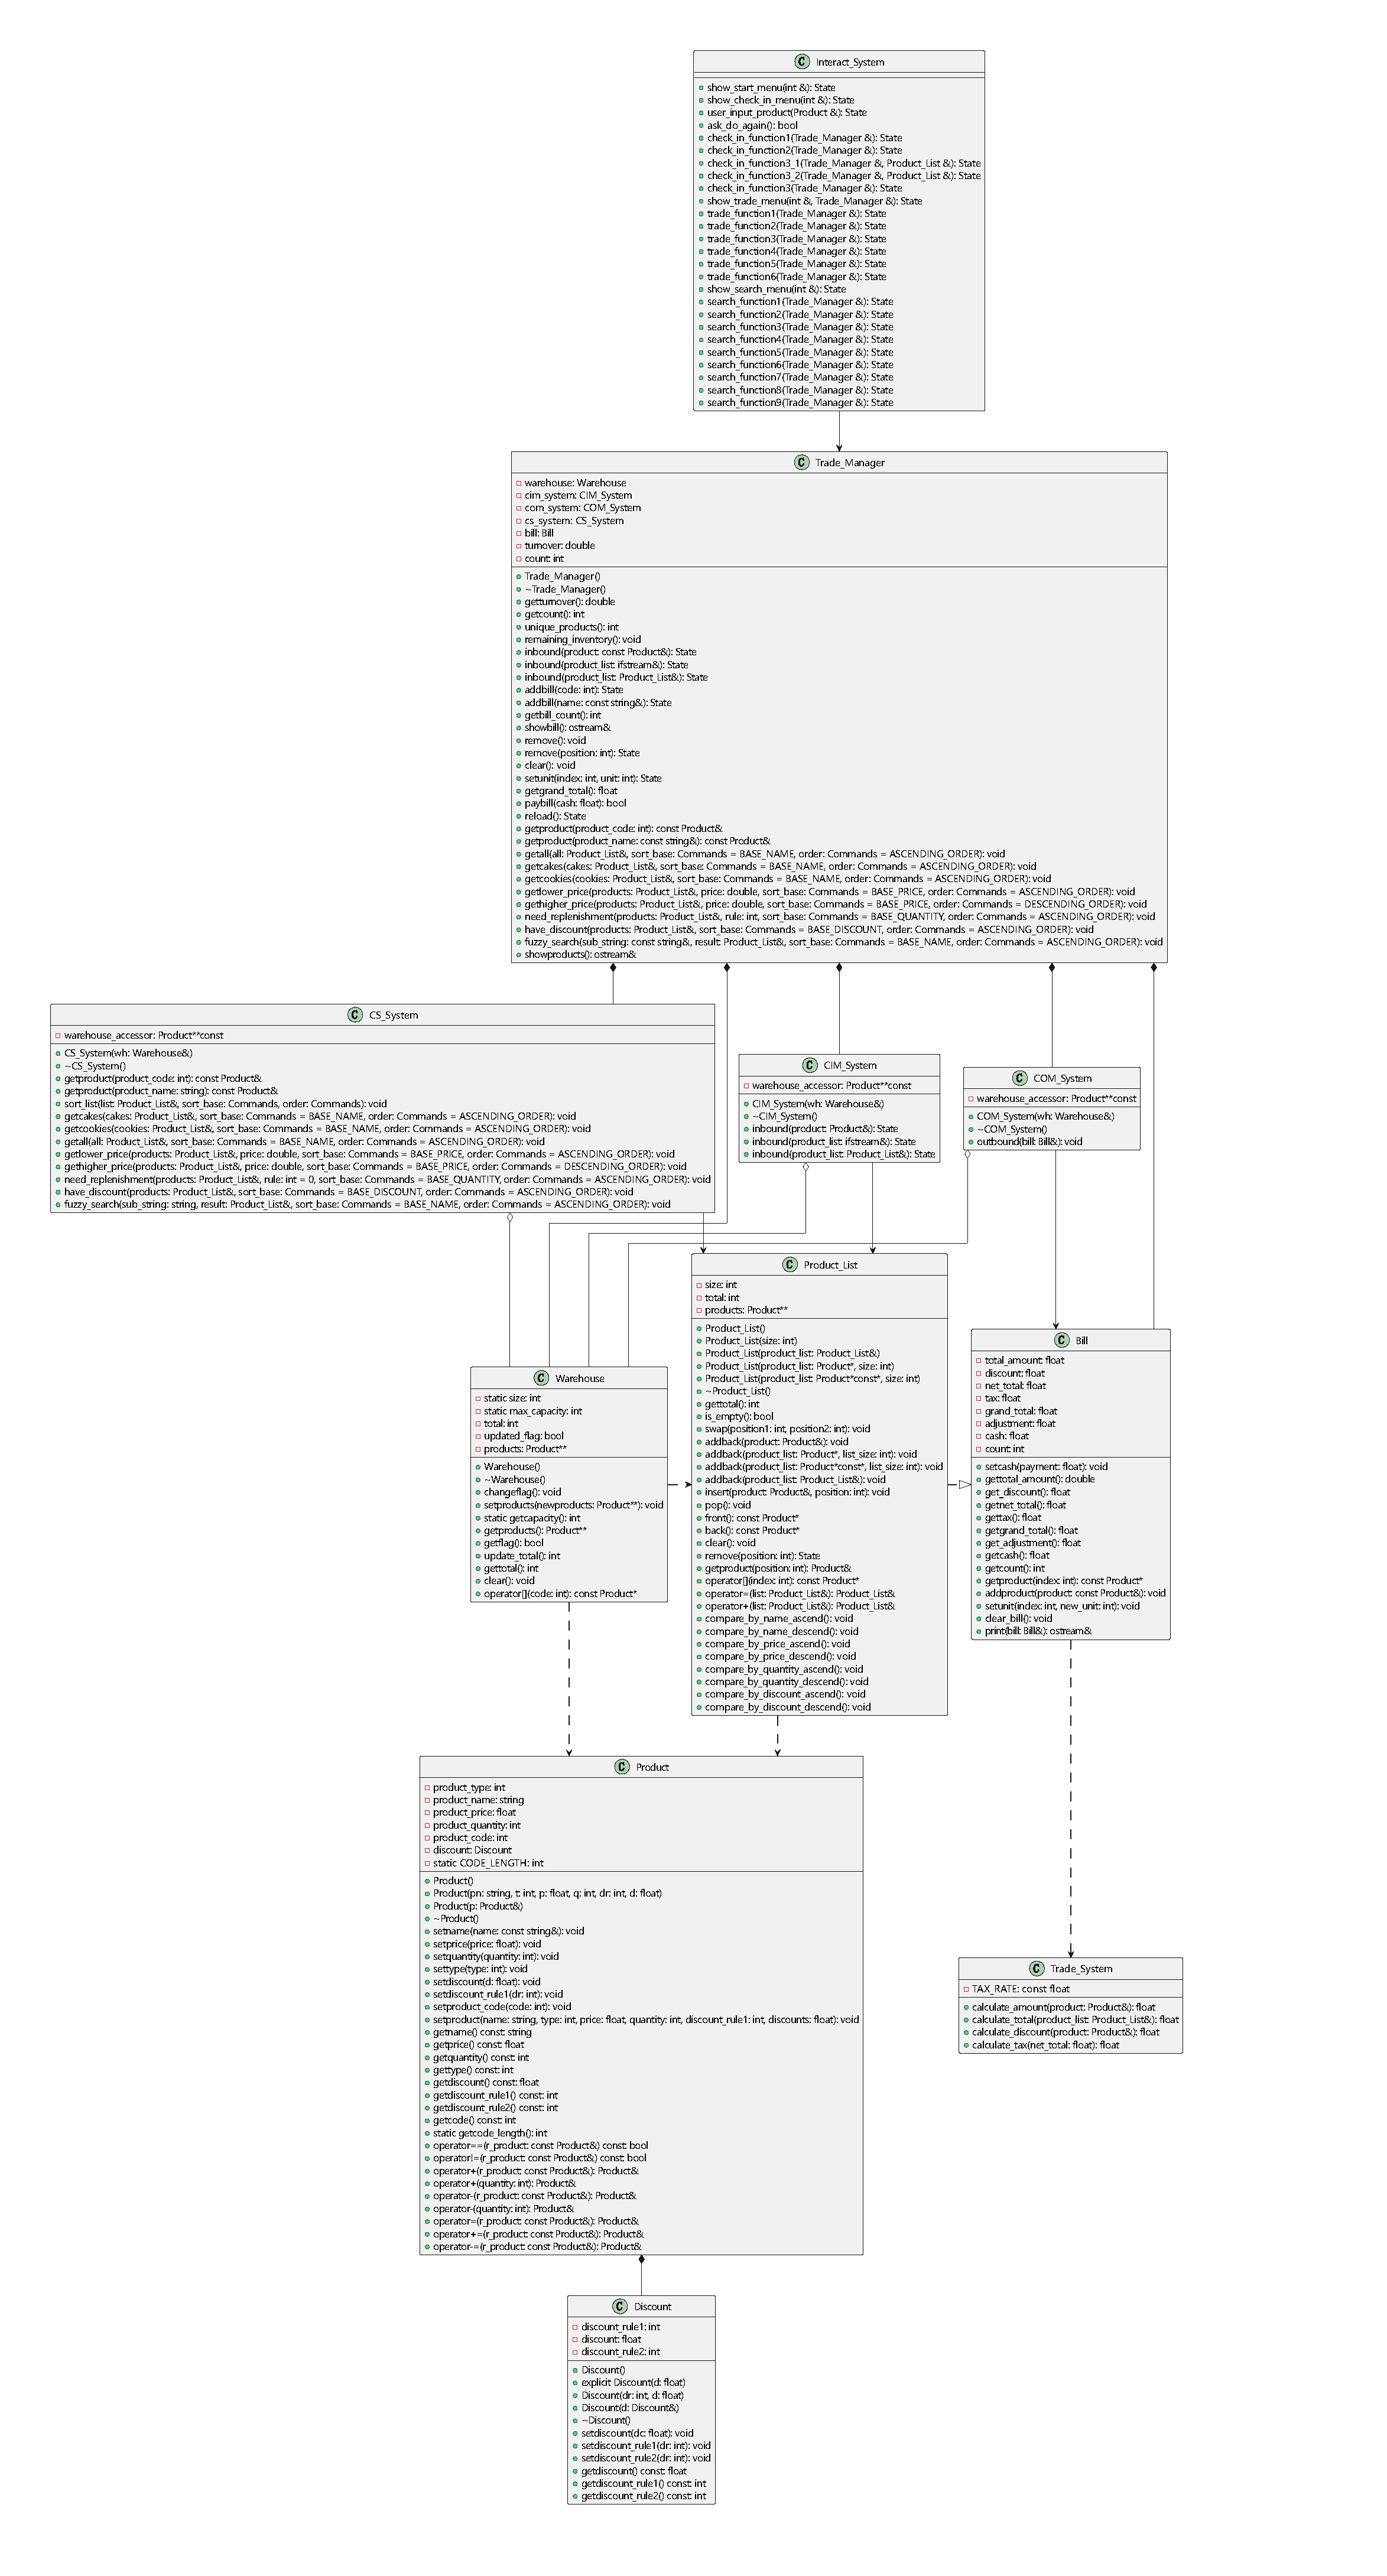 C Interact_System
show_start_menu(int &): State
show_check_in_menu(int &): State
user_input_product(Product &): State
ask_do_again(): bool
check_in_function1(Trade_Manager &): State
check_in_function2(Trade_Manager &): State
check_in_function3_1(Trade_Manager &, Product_List &): State
check_in_function3_2(Trade_Manager &, Product_List &): State
check_in_function3(Trade_Manager &): State
show_trade_menu(int &, Trade_Manager &): State
trade_function1(Trade_Manager &): State
trade_function2(Trade_Manager &): State
trade_function3(Trade_Manager &): State
trade_function4(Trade_Manager &): State
trade_function5(Trade_Manager &): State
trade_function6(Trade_Manager &): State
show_search_menu(int &): State
search_function1(Trade_Manager &): State
search_function2(Trade_Manager &): State
search_function3(Trade_Manager &): State
search_function4(Trade_Manager &): State
search_function5(Trade_Manager &): State
search_function6(Trade_Manager &): State
search_function7(Trade_Manager &): State
search_function8(Trade_Manager &): State
search_function9(Trade_Manager &): State
C Trade_Manager
warehouse: Warehouse
cim_system: CIM_System
com_system: COM_System
cs_system: CS_System
bill: Bill
turnover: double
count: int
Trade_Manager()
~Trade_Manager()
getturnover(): double
getcount(): int
unique_products(): int
remaining_inventory(): void
inbound(product: const Product&): State
inbound(product_list: ifstream&): State
inbound(product_list: Product_List&): State
addbill(code: int): State
addbill(name: const string&): State
getbill_count(): int
showbill(): ostream&
remove(): void
remove(position: int): State
clear(): void
setunit(index: int, unit: int): State
getgrand_total(): float
paybill(cash: float): bool
reload(): State
getproduct(product_code: int): const Product&
getproduct(product_name: const string&): const Product&
getall(all: Product_List&, sort_base: Commands = BASE_NAME, order: Commands = ASCENDING_ORDER): void
getcakes(cakes: Product_List&, sort_base: Commands = BASE_NAME, order: Commands = ASCENDING_ORDER): void
getcookies(cookies: Product_List&, sort_base: Commands = BASE_NAME, order: Commands = ASCENDING_ORDER): void
getlower_price(products: Product_List&, price: double, sort_base: Commands = BASE_PRICE, order: Commands = ASCENDING_ORDER): void
gethigher_price(products: Product_List&, price: double, sort_base: Commands = BASE_PRICE, order: Commands = DESCENDING_ORDER): void
need_replenishment(products: Product_List&, rule: int, sort_base: Commands = BASE_QUANTITY, order: Commands = ASCENDING_ORDER): void
have_discount(products: Product_List&, sort_base: Commands = BASE_DISCOUNT, order: Commands = ASCENDING_ORDER): void
fuzzy_search(sub_string: const string&, result: Product_List&, sort_base: Commands = BASE_NAME, order: Commands = ASCENDING_ORDER): void
showproducts(): ostream&
C CS_System
warehouse_accessor: Product**const
CS_System(wh: Warehouse&)
~CS_System()
getproduct(product_code: int): const Product&
getproduct(product_name: string): const Product&
sort_list(list: Product_List&, sort_base: Commands, order: Commands): void
getcakes(cakes: Product_List&, sort_base: Commands = BASE_NAME, order: Commands = ASCENDING_ORDER): void
getcookies(cookies: Product_List&, sort_base: Commands = BASE_NAME, order: Commands = ASCENDING_ORDER): void
getall(all: Product_List&, sort_base: Commands = BASE_NAME, order: Commands = ASCENDING_ORDER): void
getlower_price(products: Product_List&, price: double, sort_base: Commands = BASE_PRICE, order: Commands = ASCENDING_ORDER): void
gethigher_price(products: Product_List&, price: double, sort_base: Commands = BASE_PRICE, order: Commands = DESCENDING_ORDER): void
need_replenishment(products: Product_List&, rule: int = 0, sort_base: Commands = BASE_QUANTITY, order: Commands = ASCENDING_ORDER): void
have_discount(products: Product_List&, sort_base: Commands = BASE_DISCOUNT, order: Commands = ASCENDING_ORDER): void
fuzzy_search(sub_string: string, result: Product_List&, sort_base: Commands = BASE_NAME, order: Commands = ASCENDING_ORDER): void
C CIM_System
warehouse_accessor: Product**const
CIM_System(wh: Warehouse&)
~CIM_System()
inbound(product: Product&): State
inbound(product_list: ifstream&): State
inbound(product_list: Product_List&): State
C COM_System
warehouse_accessor: Product**const
COM_System(wh: Warehouse&)
~COM_System()
outbound(bill: Bill&): void
C Product_List
size: int
total: int
products: Product**
Product_List()
Product_List(size: int)
Product_List(product_list: Product_List&)
Product_List(product_list: Product*, size: int)
Product_List(product_list: Product*const*, size: int)
~Product_List()
gettotal(): int
is_empty(): bool
swap(position1: int, position2: int): void
addback(product: Product&): void
addback(product_list: Product*, list_size: int): void
addback(product_list: Product*const*, list_size: int): void
addback(product_list: Product_List&): void
insert(product: Product&, position: int): void
pop(): void
front(): const Product*
back(): const Product*
clear(): void
remove(position: int): State
getproduct(position: int): Product&
operator[](index: int): const Product*
operator=(list: Product_List&): Product_List&
operator+(list: Product_List&): Product_List&
compare_by_name_ascend(): void
compare_by_name_descend(): void
compare_by_price_ascend(): void
compare_by_price_descend(): void
compare_by_quantity_ascend(): void
compare_by_quantity_descend(): void
compare_by_discount_ascend(): void
compare_by_discount_descend(): void
C Bill
total_amount: float
discount: float
net_total: float
tax: float
grand_total: float
adjustment: float
cash: float
count: int
setcash(payment: float): void
gettotal_amount(): double
get_discount(): float
getnet_total(): float
gettax(): float
getgrand_total(): float
get_adjustment(): float
getcash(): float
getcount(): int
getproduct(index: int): const Product*
addproduct(product: const Product&): void
setunit(index: int, new_unit: int): void
clear_bill(): void
print(bill: Bill&): ostream&
C Warehouse
static size: int
static max_capacity: int
total: int
updated_flag: bool
products: Product**
Warehouse()
~Warehouse()
changeflag(): void
setproducts(newproducts: Product**): void
static getcapacity(): int
getproducts(): Product**
getflag(): bool
update_total(): int
gettotal(): int
clear(): void
operator[](code: int): const Product*
C Product
product_type: int
product_name: string
product_price: float
product_quantity: int
product_code: int
discount: Discount
static CODE_LENGTH: int
Product()
Product(pn: string, t: int, p: float, q: int, dr: int, d: float)
Product(p: Product&)
~Product()
setname(name: const string&): void
setprice(price: float): void
setquantity(quantity: int): void
settype(type: int): void
setdiscount(d: float): void
setdiscount_rule1(dr: int): void
setproduct_code(code: int): void
setproduct(name: string, type: int, price: float, quantity: int, discount_rule1: int, discounts: float): void
getname() const: string
getprice() const: float
getquantity() const: int
gettype() const: int
getdiscount() const: float
getdiscount_rule1() const: int
getdiscount_rule2() const: int
getcode() const: int
static getcode_length(): int
operator==(r_product: const Product&) const: bool
operator!=(r_product: const Product&) const: bool
operator+(r_product: const Product&): Product&
operator+(quantity: int): Product&
operator-(r_product: const Product&): Product&
operator-(quantity: int): Product&
operator=(r_product: const Product&): Product&
operator+=(r_product: const Product&): Product&
operator-=(r_product: const Product&): Product&
C Trade_System
TAX_RATE: const float
calculate_amount(product: Product&): float
calculate_total(product_list: Product_List&): float
calculate_discount(product: Product&): float
calculate_tax(net_total: float): float
C Discount
discount_rule1: int
discount: float
discount_rule2: int
Discount()
explicit Discount(d: float)
Discount(dr: int, d: float)
Discount(d: Discount&)
~Discount()
setdiscount(dc: float): void
setdiscount_rule1(dr: int): void
setdiscount_rule2(dr: int): void
getdiscount() const: float
getdiscount_rule1() const: int
getdiscount_rule2() const: int